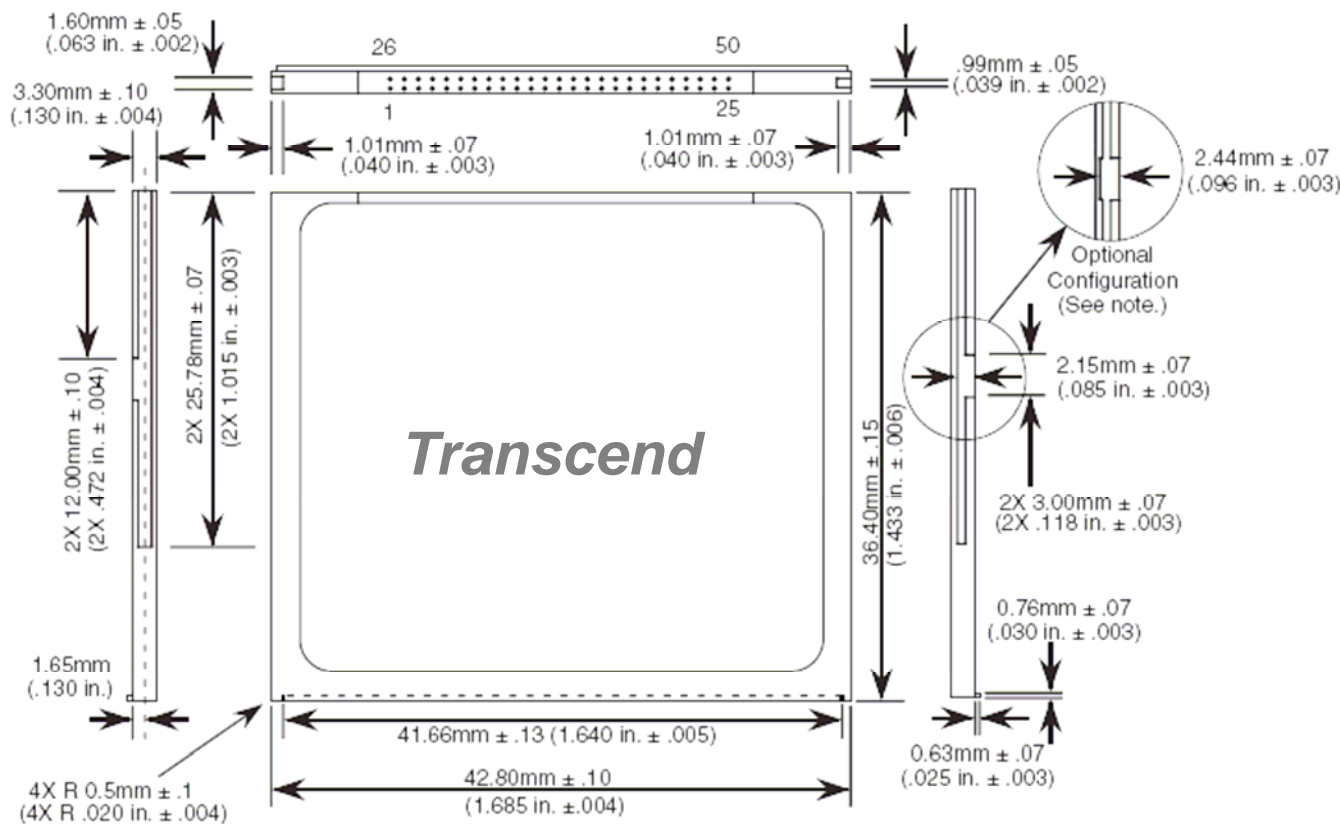 1.60mm ± .05
(.063 in. ± .002)
26
50
.99mm ± .05
(.039 in. ± .002)
3.30mm ± .10
(.130 in. ± .004)
1
25
1.01mm ± .07
(.040 in. ± .003)
1.01mm ± .07
(.040 in. ± .003)
2.44mm ± .07
(.096 in. ± .003)
Optional
Configuration
(See note.)
2X 12.00mm ± .10
(2X .472 in. ± .004)
2X 25.78mm ± .07
(2X 1.015 in. ± .003)
Transcend
36.40mm ± .15
(1.433 in. ± .006)
2.15mm ± .07
(.085 in. ± .003)
2X 3.00mm ± .07
(2X .118 in. ± .003)
0.76mm ± .07
(.030 in. ± .003)
1.65mm
(.130 in.)
41.66mm ± .13 (1.640 in. ± .005)
0.63mm ± .07
(.025 in. ± .003)
42.80mm ± .10
(1.685 in. ± .004)
4X R 0.5mm ± .1
(4X R .020 in. ± .004)